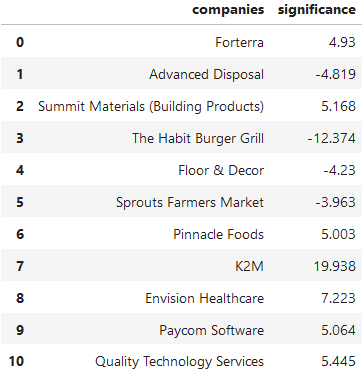 companies significance
0 Forterra 4.93
1 Advanced Disposal -4.819
2 Summit Materials (Building Products) 5.168
3 The Habit Burger Grill -12.374
4 Floor & Decor -4.23
5 Sprouts Farmers Market -3.963
6 Pinnacle Foods 5.003
7 K2M 19.938
8 Envision Healthcare 7.223
9 Paycom Software 5.064
10 Quality Technology Services 5.445